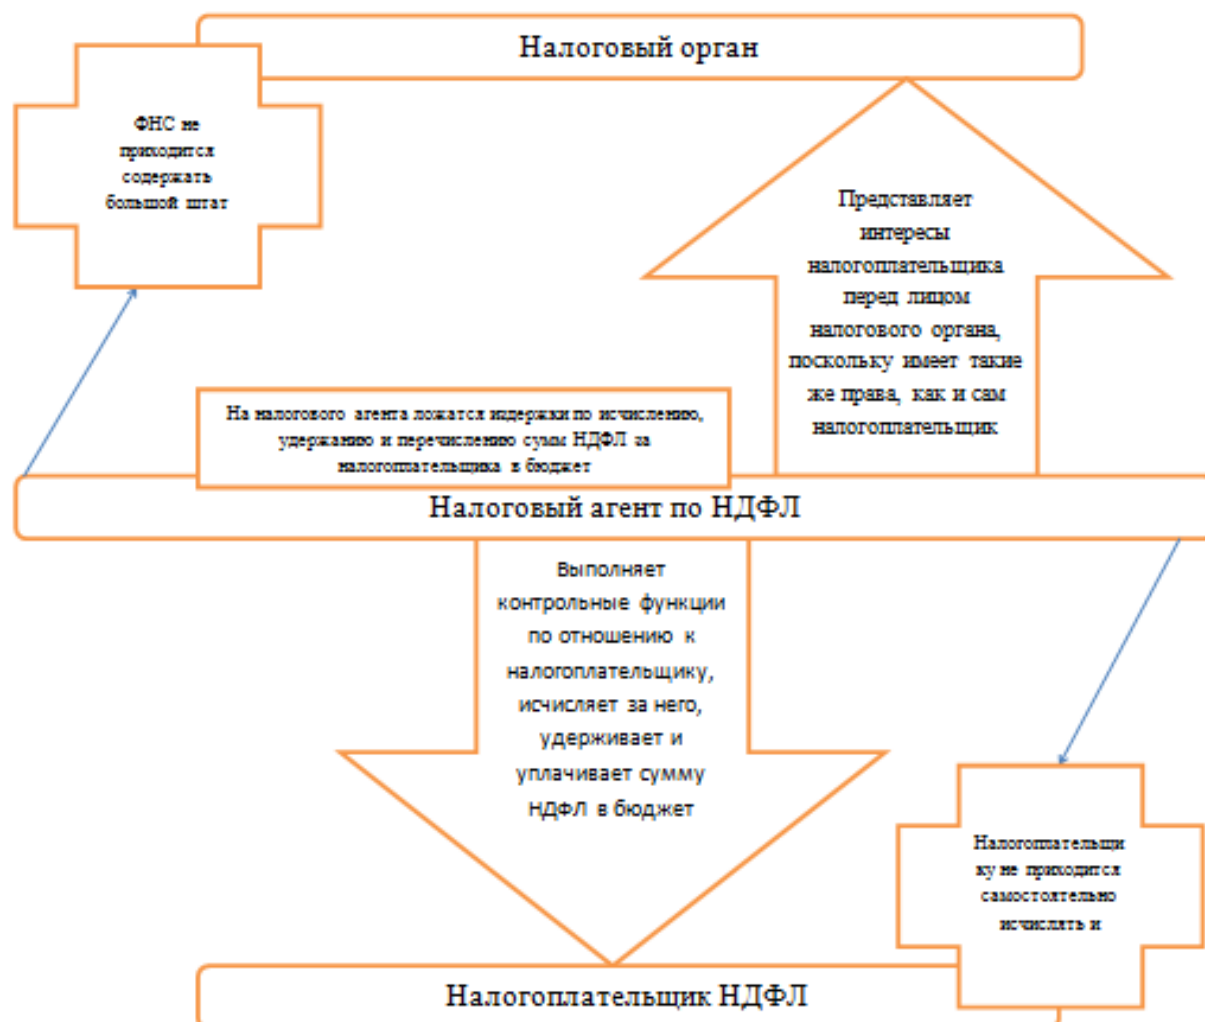 Налоговый орган
ФНС не
приходится
содержать
большой штат
Представляет
интересы
налогоплательщика
перед лицом
налогового органа,
поскольку имеет такие
же права, как и сам
налогоплательщик
На налогового агента ложатся издержки по исчислению,
удержанию и перечислению сумм НДФЛ за
налогоплательщика в бюджет
Налоговый агент по НДФЛ
Выполняет
контрольные функции
по отношению к
налогоплательщику,
исчисляет за него,
удерживает и
уплачивает сумму
НДФЛ в бюджет
Налогоплательщи
ку не приходится
самостоятельно
исчислять и
Налогоплательщик НДФЛ